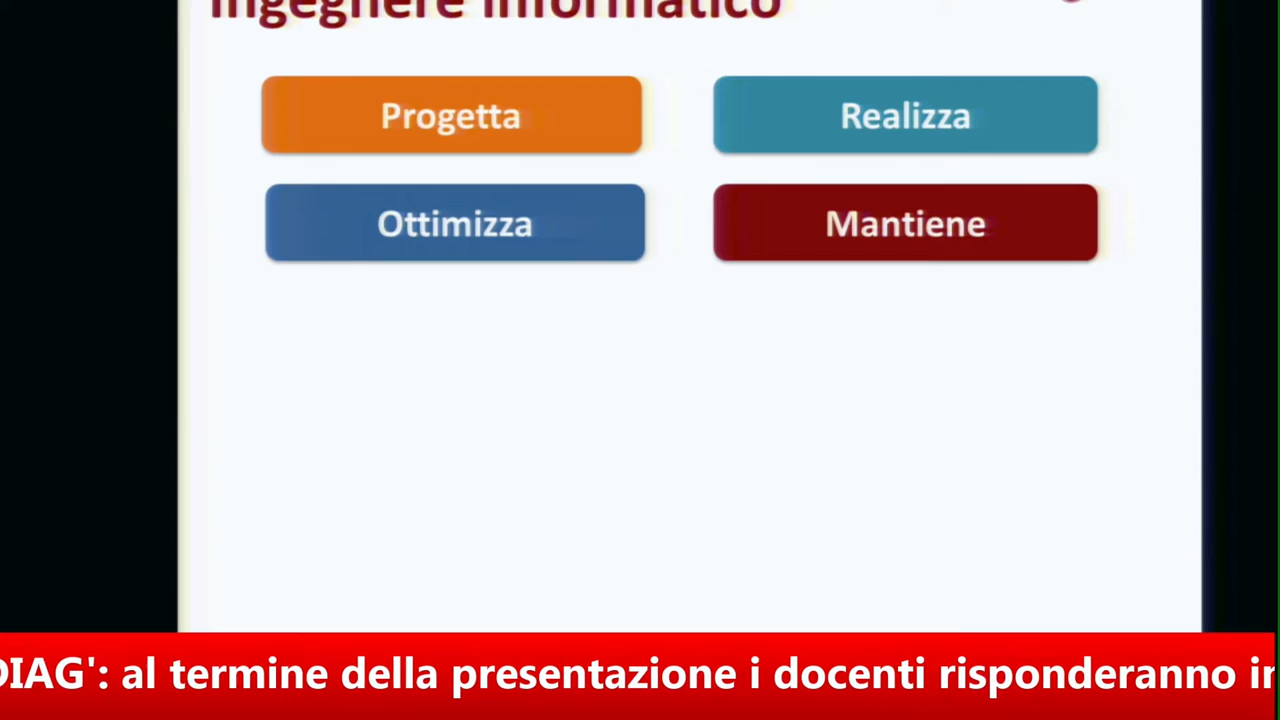 Ingegnere informatico
Progetta
Realizza
Ottimizza
Mantiene
DIAG': al termine della presentazione i docenti risponderanno in